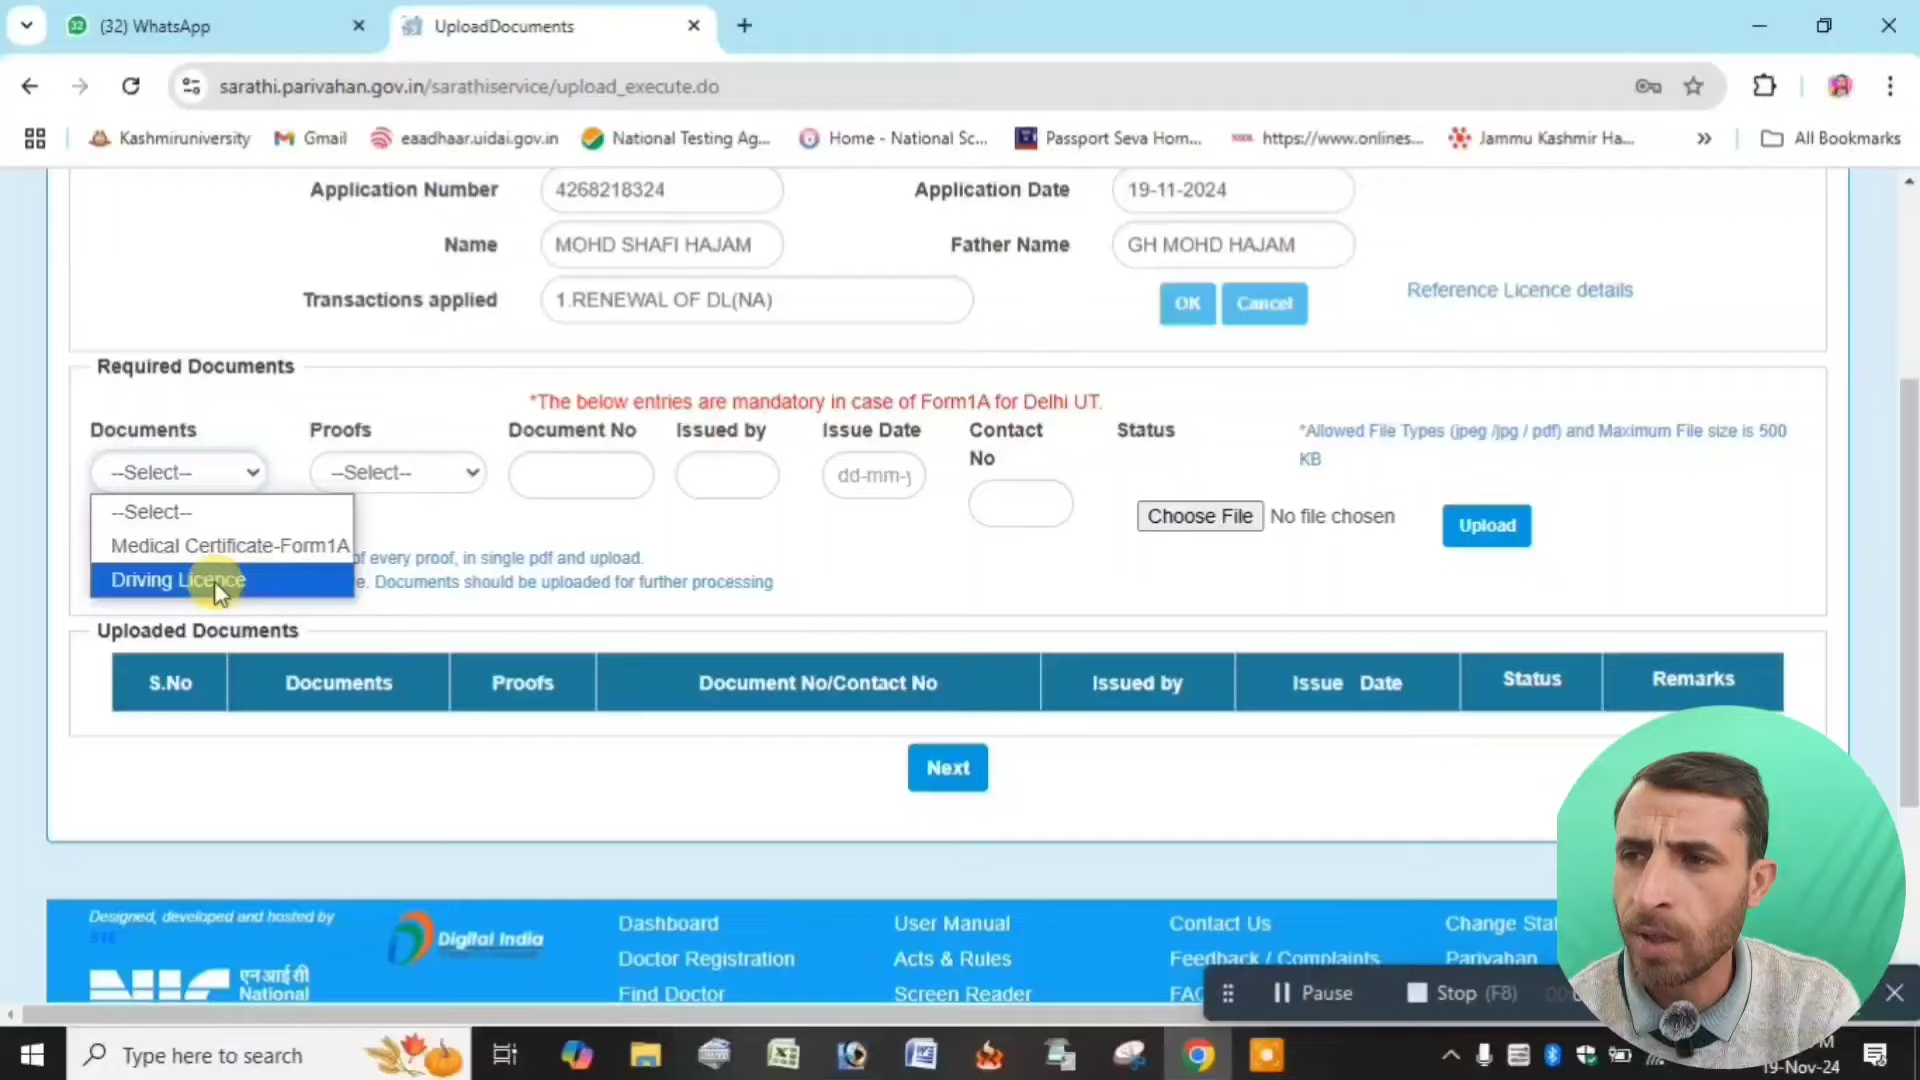 32
(32) WhatsApp
UploadDocuments
sarathi.parivahan.gov.in/sarathiservice/upload_execute.do
Kashmiruniversity
Gmail
eaadhaar.uidai.gov.in
National Testing Ag...
Home - National Sc...
Passport Seva Hom...
https://www.onlines...
Jammu Kashmir Ha...
»
All Bookmarks
Application Number
4268218324
Application Date
19-11-2024
Name
MOHD SHAFI HAJAM
Father Name
GH MOHD HAJAM
Transactions applied
1.RENEWAL OF DL(NA)
OK
Cancel
Reference Licence details
Required Documents
*The below entries are mandatory in case of Form1A for Delhi UT.
Documents
Proofs
Document No
Issued by
Issue Date
Contact No
Status
*Allowed File Types (jpeg /jpg / pdf) and Maximum File size is 500 KB
--Select--
--Select--
dd-mm-y
Choose File
No file chosen
Upload
--Select--
Medical Certificate-Form1A
Driving Licence
of every proof, in single pdf and upload.
e. Documents should be uploaded for further processing
Uploaded Documents
S.No
Documents
Proofs
Document No/Contact No
Issued by
Issue Date
Status
Remarks
Next
Designed, developed and hosted by
NIC
एन आई सी
National
Digital India
Dashboard
User Manual
Contact Us
Change Stat
Doctor Registration
Acts & Rules
Feedback / Complaints
Parivahan
Find Doctor
Screen Reader
FAQ
Pause
Stop (F8)
Type here to search
19-Nov-24